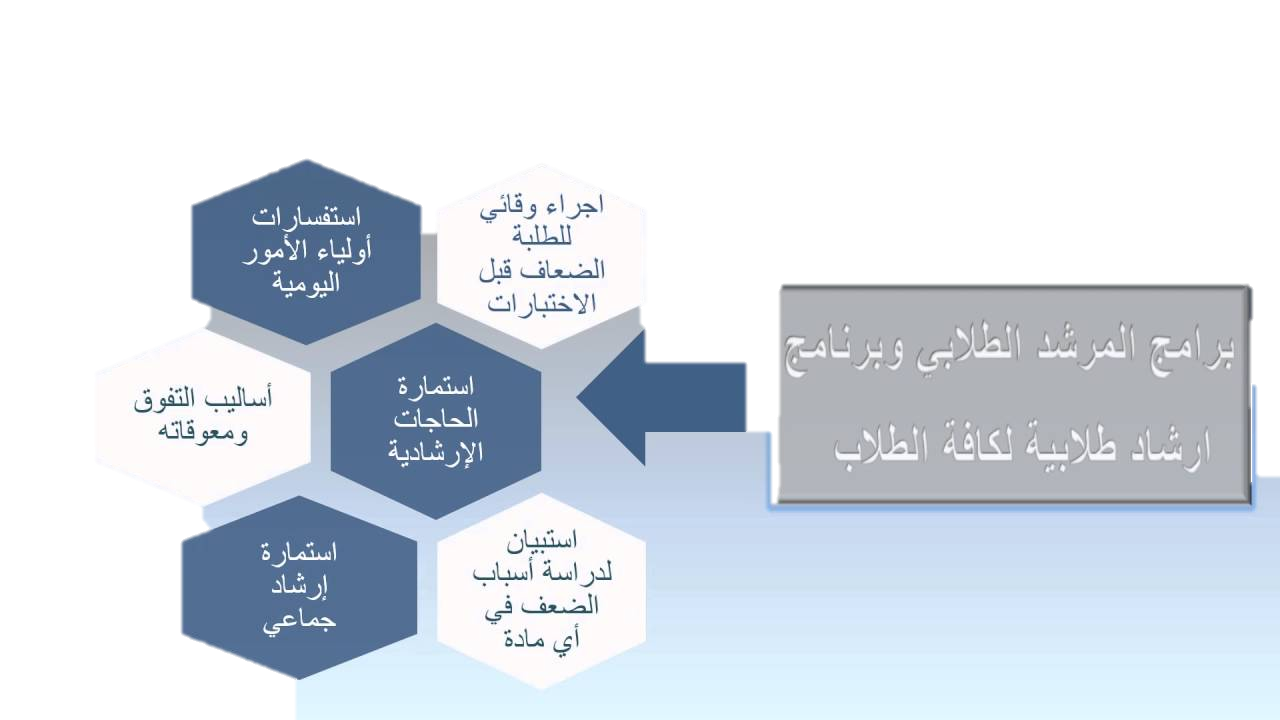 برامج المرشد الطلابي وبرنامج
ارشاد طلابية لكافة الطلاب
اجراء وقائي
للطلبة
الضعاف قبل
الاختبارات
استفسارات
أولياء الأمور
اليومية
استمارة
الحاجات
الإرشادية
أساليب التفوق
ومعوقاته
استبيان
لدراسة أسباب
الضعف في
أي مادة
استمارة
إرشاد
جماعي